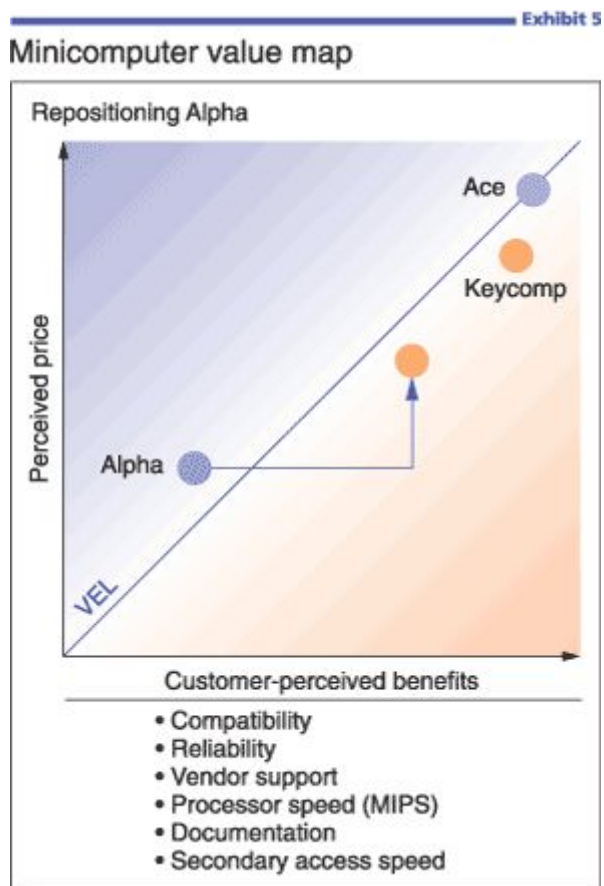 Exhibit 5
Minicomputer value map
Repositioning Alpha
Ace
Keycomp
Perceived price
Alpha
VEL
Customer-perceived benefits
• Compatibility
• Reliability
• Vendor support
• Processor speed (MIPS)
• Documentation
• Secondary access speed